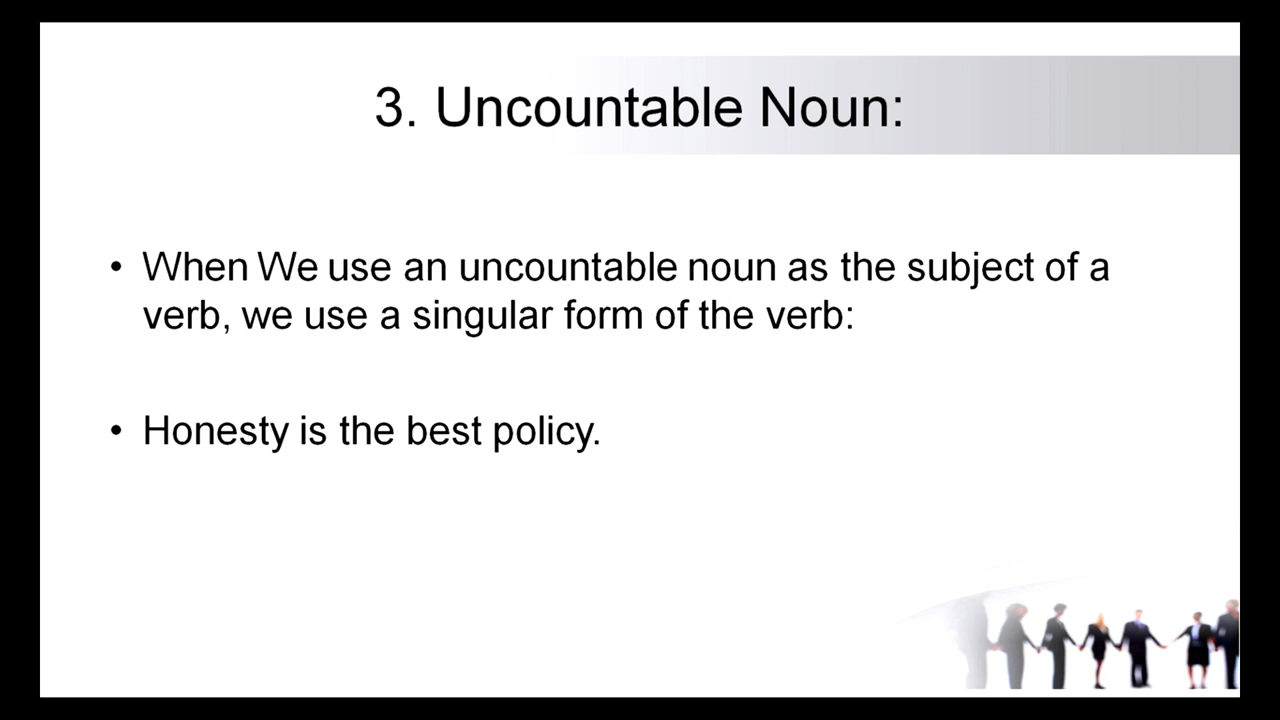 3. Uncountable Noun:
• When We use an uncountable noun as the subject of a
verb, we use a singular form of the verb:
• Honesty is the best policy.